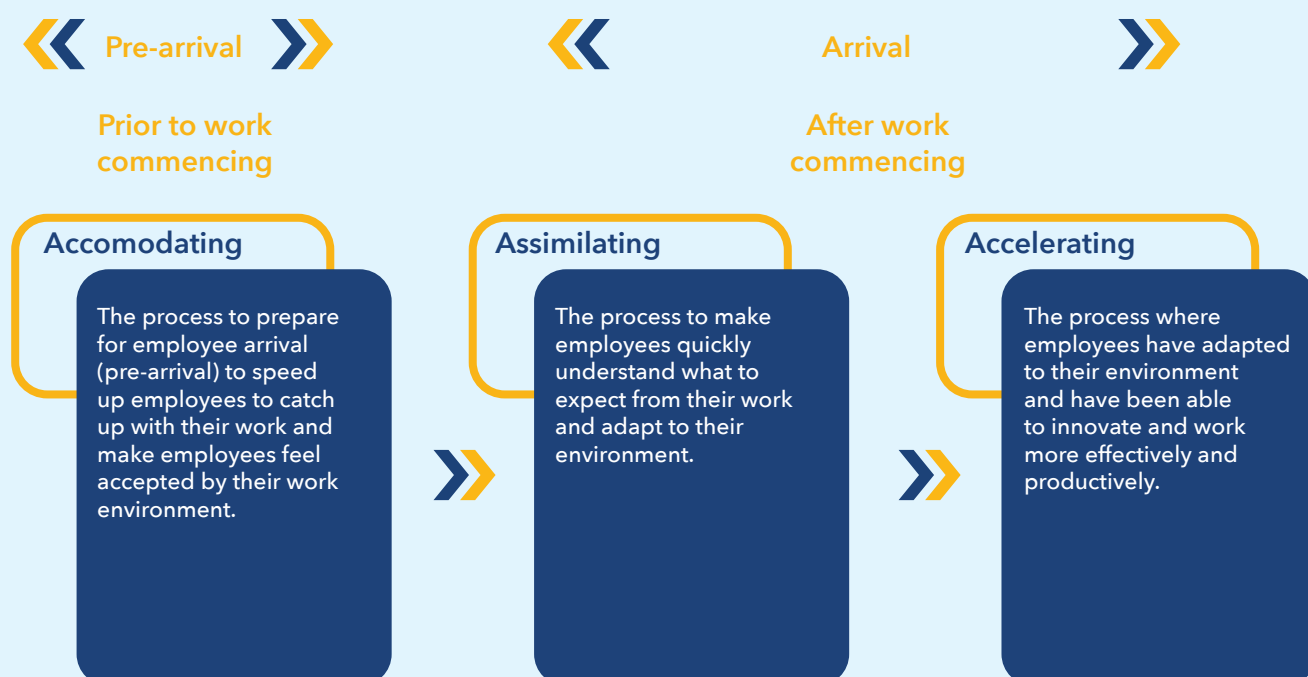 Pre-arrival
Arrival
Prior to work
commencing
After work
commencing
Accomodating
The process to prepare
for employee arrival
(pre-arrival) to speed
up employees to catch
up with their work and
make employees feel
accepted by their work
environment.
Assimilating
The process to make
employees quickly
understand what to
expect from their work
and adapt to their
environment.
Accelerating
The process where
employees have adapted
to their environment
and have been able
to innovate and work
more effectively and
productively.